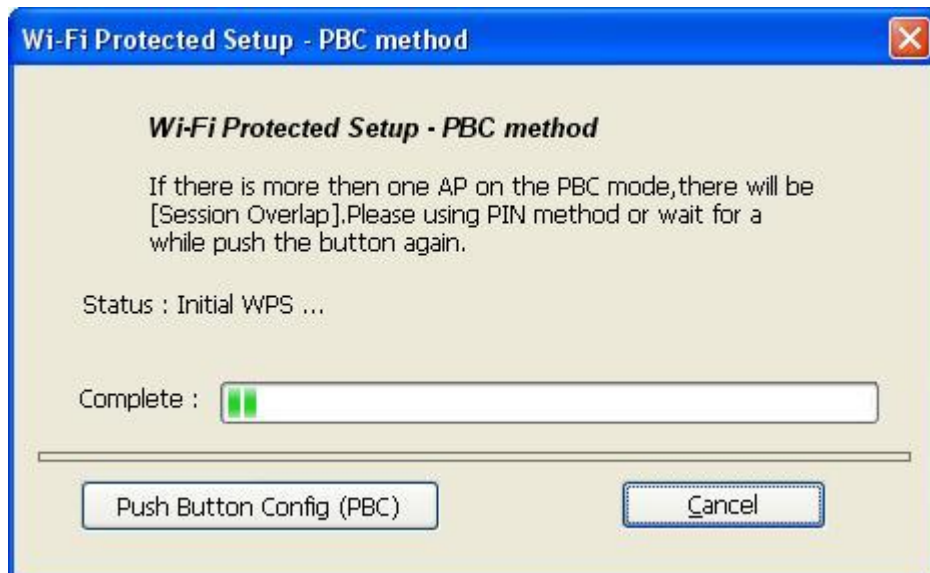 Wi-Fi Protected Setup - PBC method
Wi-Fi Protected Setup - PBC method
If there is more then one AP on the PBC mode,there will be
[Session Overlap].Please using PIN method or wait for a
while push the button again.
Status : Initial WPS ...
Complete :
Push Button Config (PBC)
Cancel